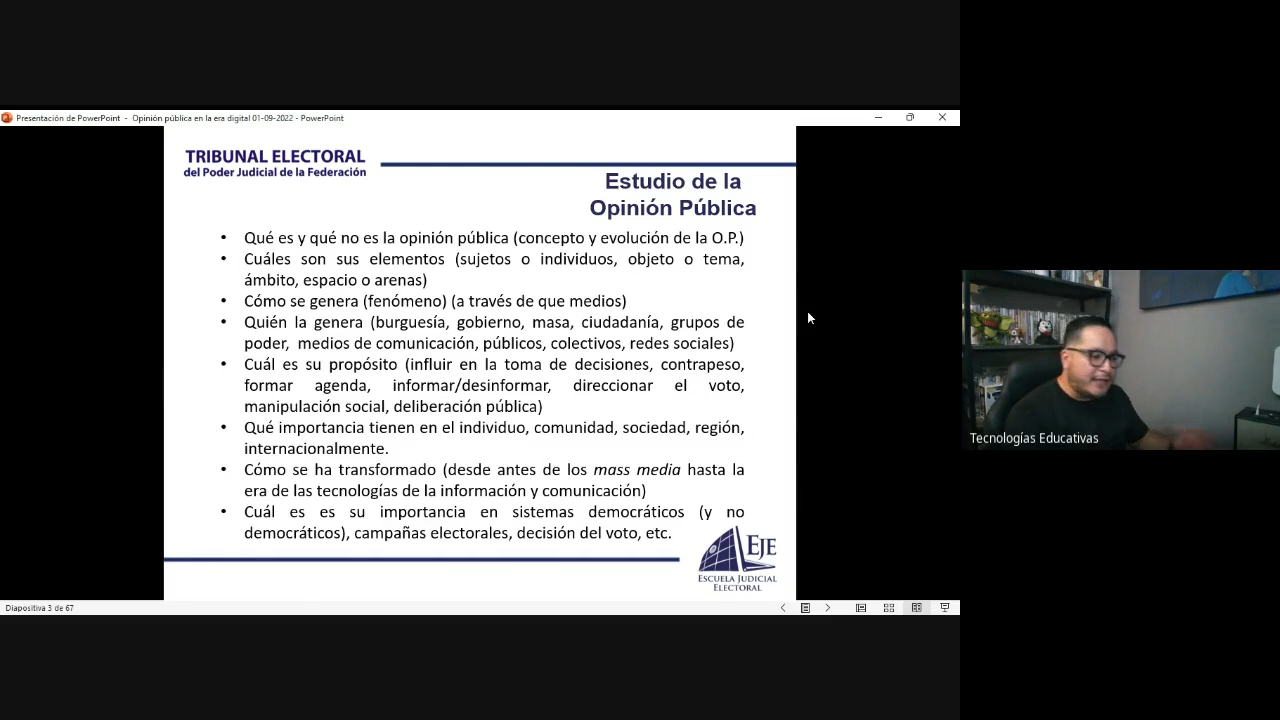 Presentación de PowerPoint - Opinión pública en la era digital 01-09-2022 - PowerPoint
TRIBUNAL ELECTORAL
del Poder Judicial de la Federación
Estudio de la
Opinión Pública
• Qué es y qué no es la opinión pública (concepto y evolución de la O.P.)
• Cuáles son sus elementos (sujetos o individuos, objeto o tema,
ámbito, espacio o arenas)
• Cómo se genera (fenómeno) (a través de que medios)
• Quién la genera (burguesía, gobierno, masa, ciudadanía, grupos de
poder, medios de comunicación, públicos, colectivos, redes sociales)
• Cuál es su propósito (influir en la toma de decisiones, contrapeso,
formar agenda, informar/desinformar, direccionar el voto,
manipulación social, deliberación pública)
• Qué importancia tienen en el individuo, comunidad, sociedad, región,
internacionalmente.
• Cómo se ha transformado (desde antes de los mass media hasta la
era de las tecnologías de la información y comunicación)
• Cuál es es su importancia en sistemas democráticos (y no
democráticos), campañas electorales, decisión del voto, etc.
EJE
ESCUELA JUDICIAL
ELECTORAL
Diapositiva 3 de 67
Tecnologías Educativas